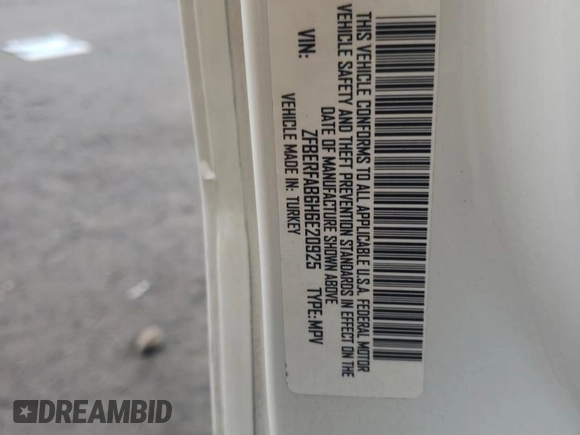 THIS VEHICLE CONFORMS TO ALL APPLICABLE U.S.A. FEDERAL MOTOR
VEHICLE SAFETY AND THEFT PREVENTION STANDARDS IN EFFECT ON THE
DATE OF MANUFACTURE SHOWN ABOVE
VIN: ZFBERFAB6H6E20925 TYPE:MPV
VEHICLE MADE IN: TURKEY
DREAMBID